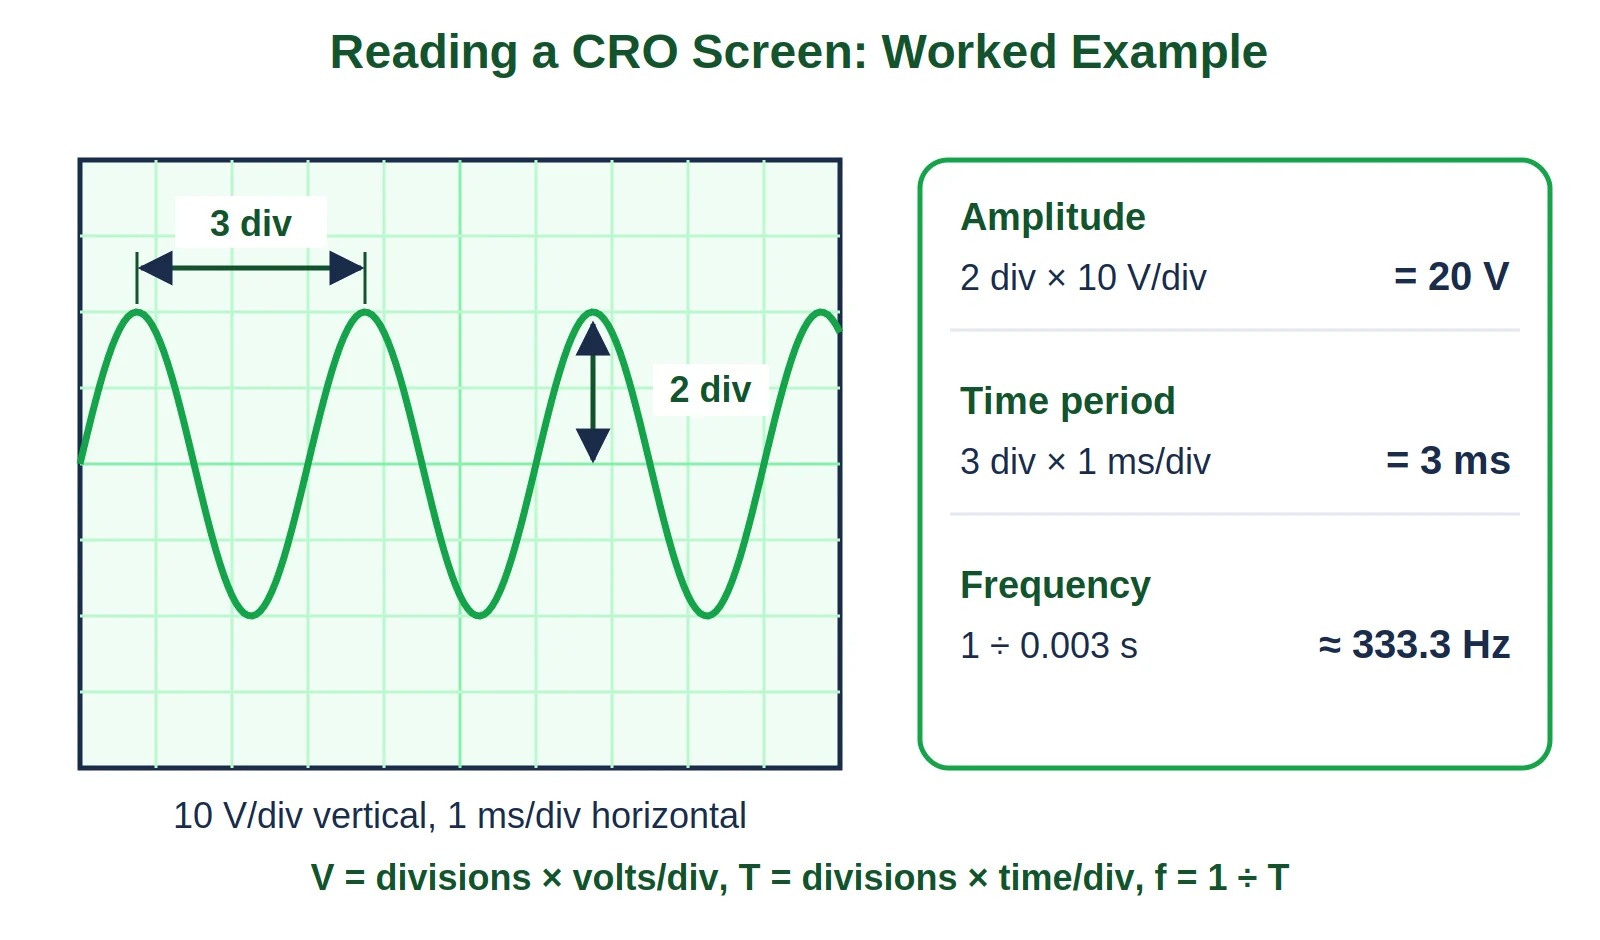 Reading a CRO Screen: Worked Example
3 div
2 div
10 V/div vertical, 1 ms/div horizontal
Amplitude
2 div × 10 V/div = 20 V
Time period
3 div × 1 ms/div = 3 ms
Frequency
1 ÷ 0.003 s ≈ 333.3 Hz
V = divisions × volts/div, T = divisions × time/div, f = 1 ÷ T